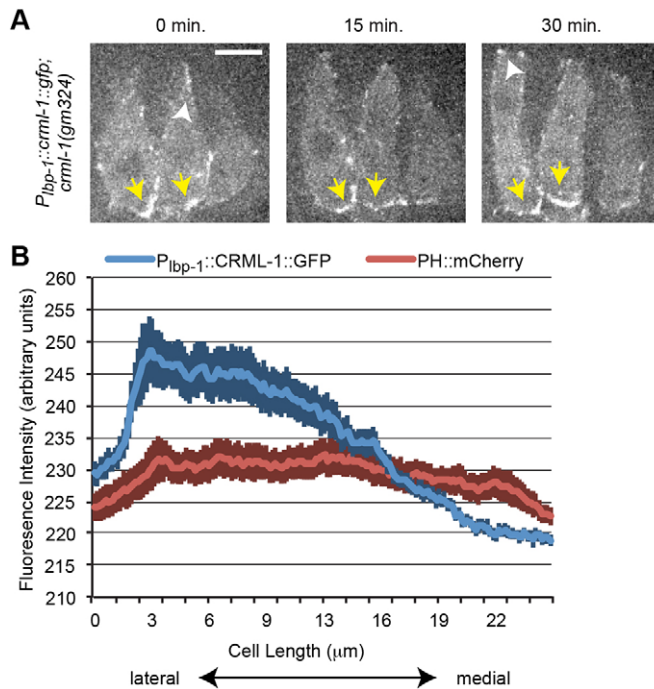 A
0 min.
15 min.
30 min.
Plbp-1::crml-1::gfp;
crml-1(gm324)
B
Plbp-1::CRML-1::GFP
PH::mCherry
Fluoresence Intensity (arbitrary units)
260
255
250
245
240
235
230
225
220
215
210
0 3 6 9 13 16 19 22
Cell Length (μm)
lateral
medial